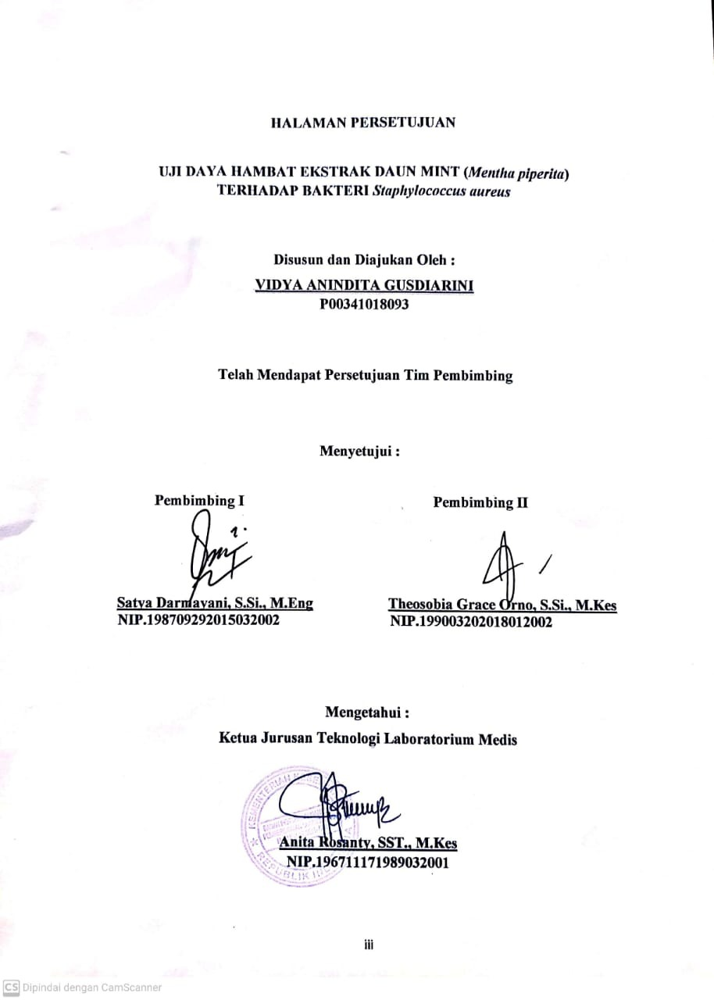 HALAMAN PERSETUJUAN
UJI DAYA HAMBAT EKSTRAK DAUN MINT (Mentha piperita)
TERHADAP BAKTERI Staphylococcus aureus
Disusun dan Diajukan Oleh :
VIDYA ANINDITA GUSDIARINI
P00341018093
Telah Mendapat Persetujuan Tim Pembimbing
Menyetujui :
Pembimbing I
Pembimbing II
Satya Darmayani, S.Si., M.Eng
Theosobia Grace Orno, S.Si., M.Kes
NIP.198709292015032002
NIP.199003202018012002
Mengetahui :
Ketua Jurusan Teknologi Laboratorium Medis
KEMENTERIAN
REPUBLIK
Anita Rosanty, SST., M.Kes
NIP.196711171989032001
iii
CS Dipindai dengan CamScanner